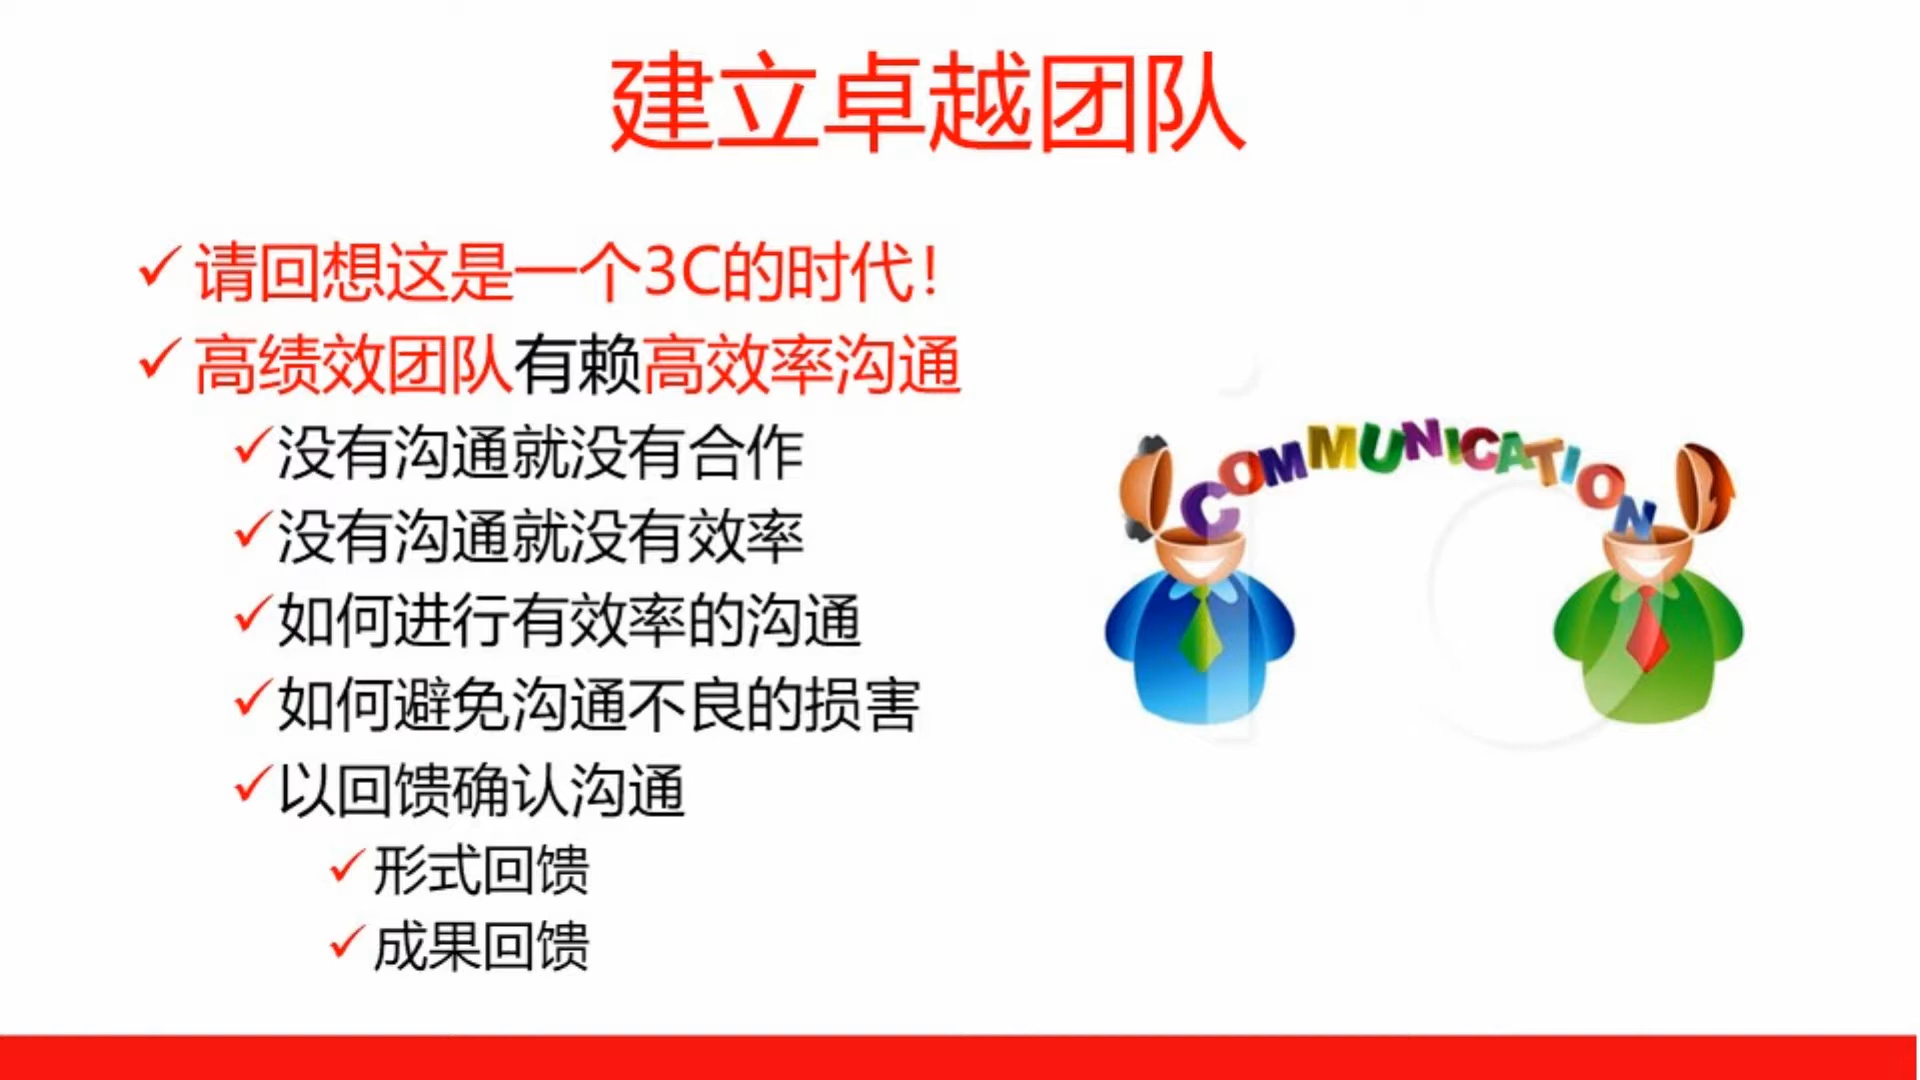 建立卓越团队
请回想这是一个3C的时代！
高绩效团队有赖高效率沟通
没有沟通就没有合作
没有沟通就没有效率
如何进行有效率的沟通
如何避免沟通不良的损害
以回馈确认沟通
形式回馈
成果回馈
COMMUNICATION